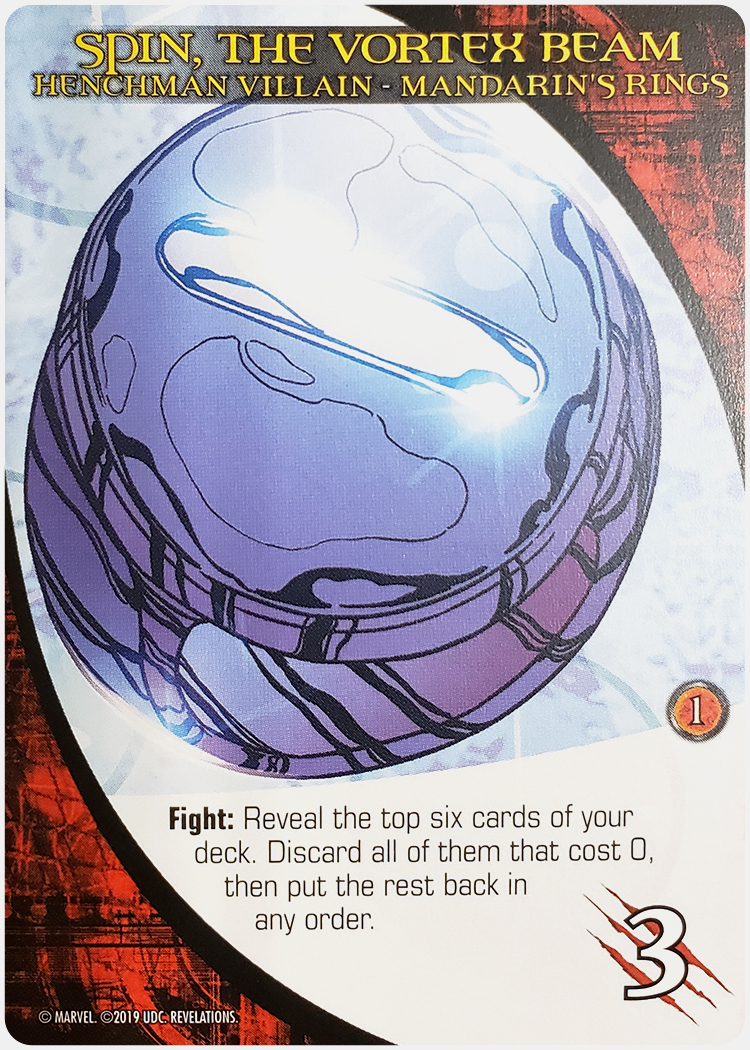 SPIN, THE VORTEX BEAM
HENCHMAN VILLAIN - MANDARIN'S RINGS
1
Fight: Reveal the top six cards of your
deck. Discard all of them that cost 0,
then put the rest back in
any order.
3
© MARVEL. ©2019 UDC. REVELATIONS.